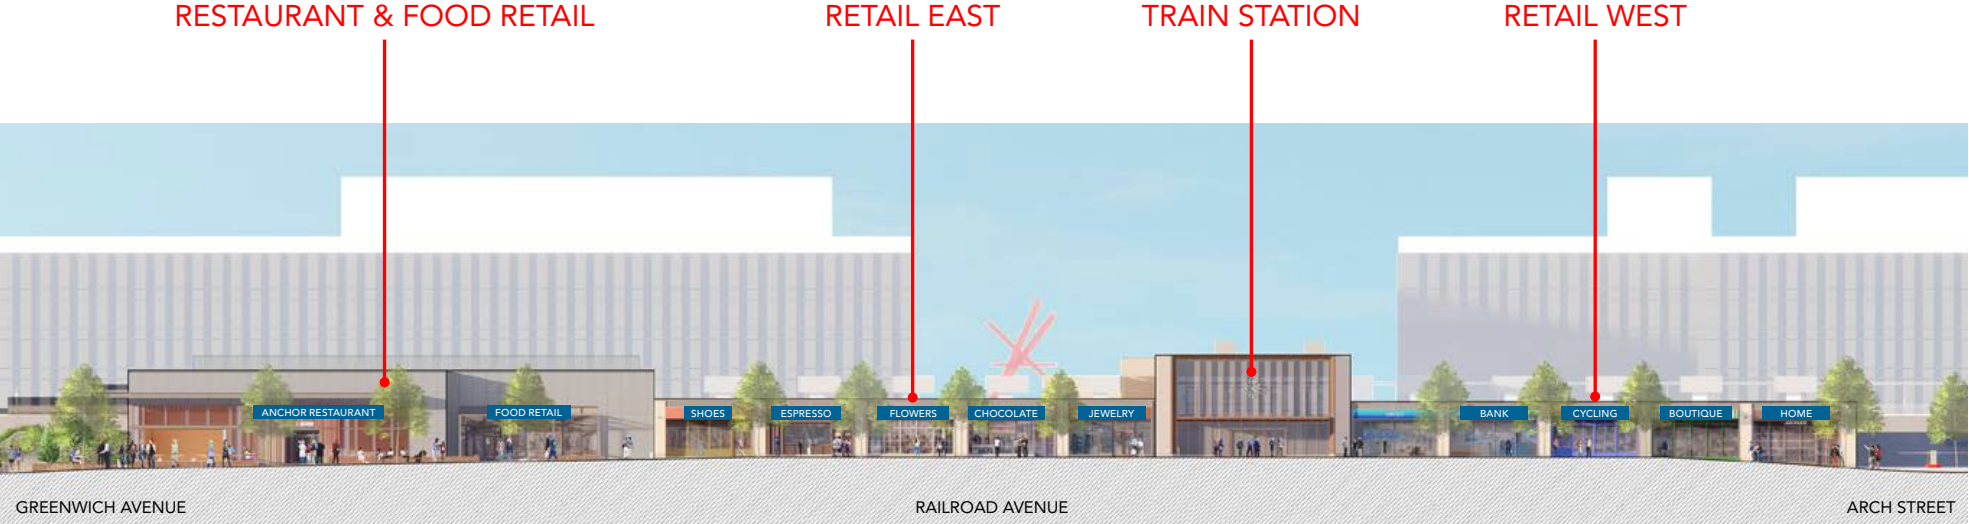 RESTAURANT & FOOD RETAIL
RETAIL EAST
TRAIN STATION
RETAIL WEST
ANCHOR RESTAURANT
FOOD RETAIL
SHOES
ESPRESSO
FLOWERS
CHOCOLATE
JEWELRY
BANK
CYCLING
BOUTIQUE
HOME
GREENWICH AVENUE
RAILROAD AVENUE
ARCH STREET